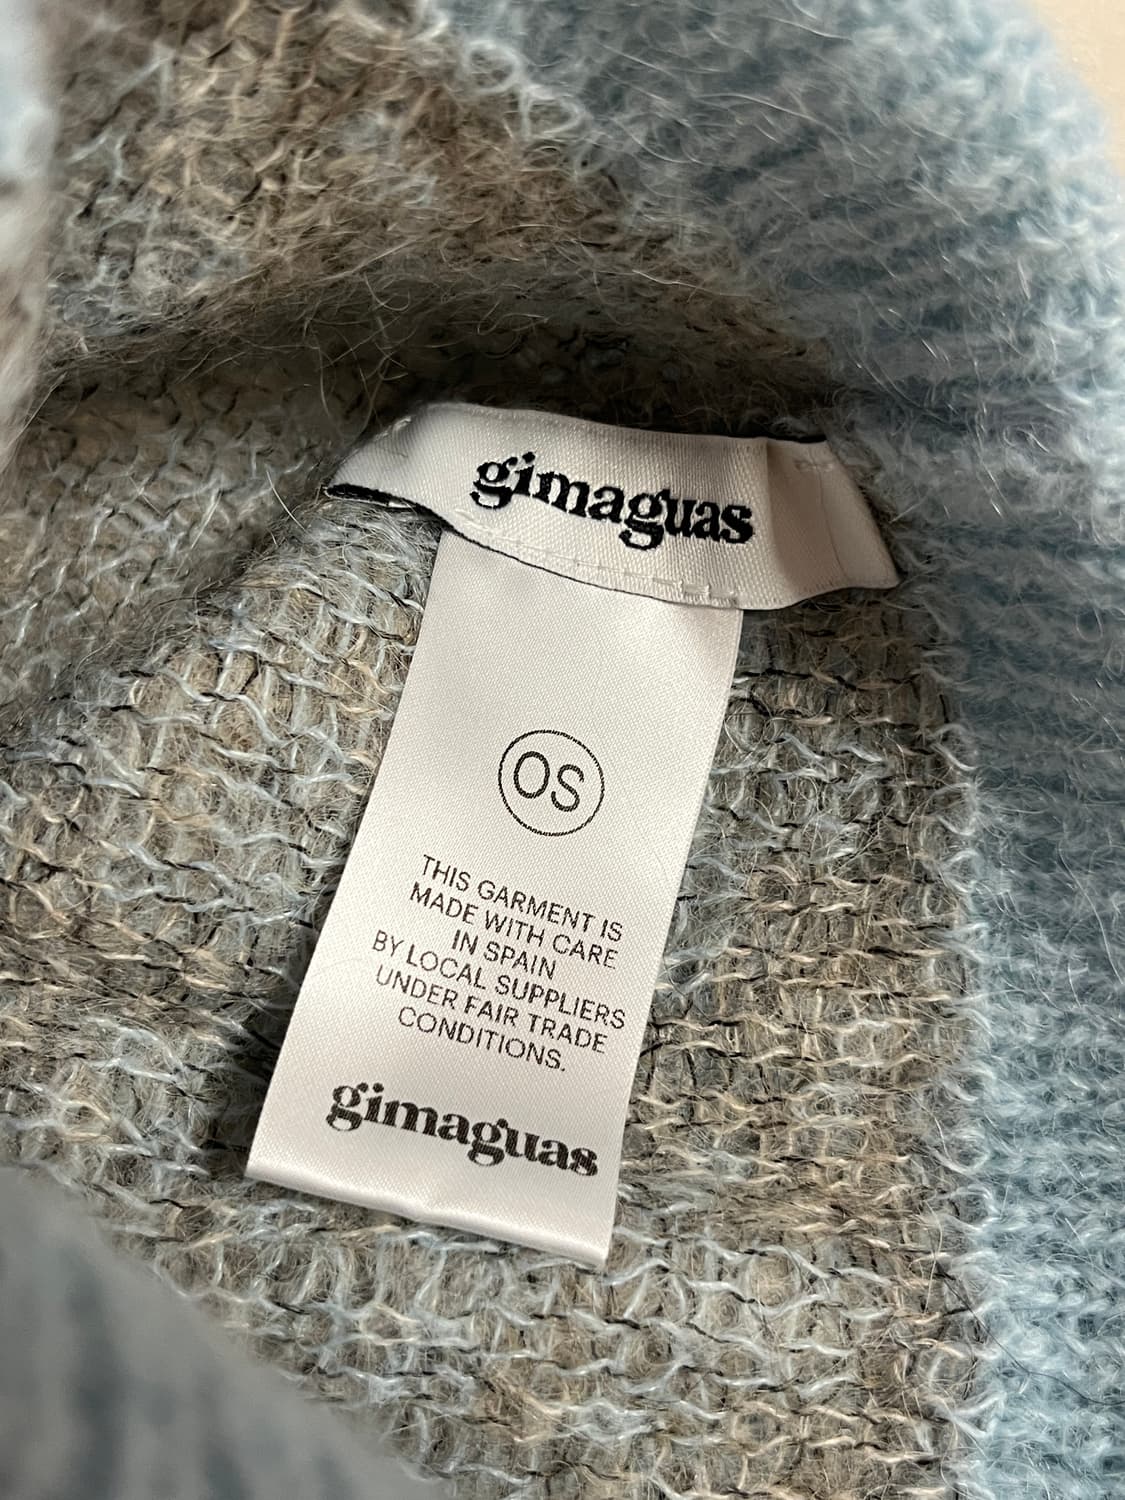 gimaguas
OS
THIS GARMENT IS
MADE WITH CARE
IN SPAIN
BY LOCAL SUPPLIERS
UNDER FAIR TRADE
CONDITIONS.
gimaguas